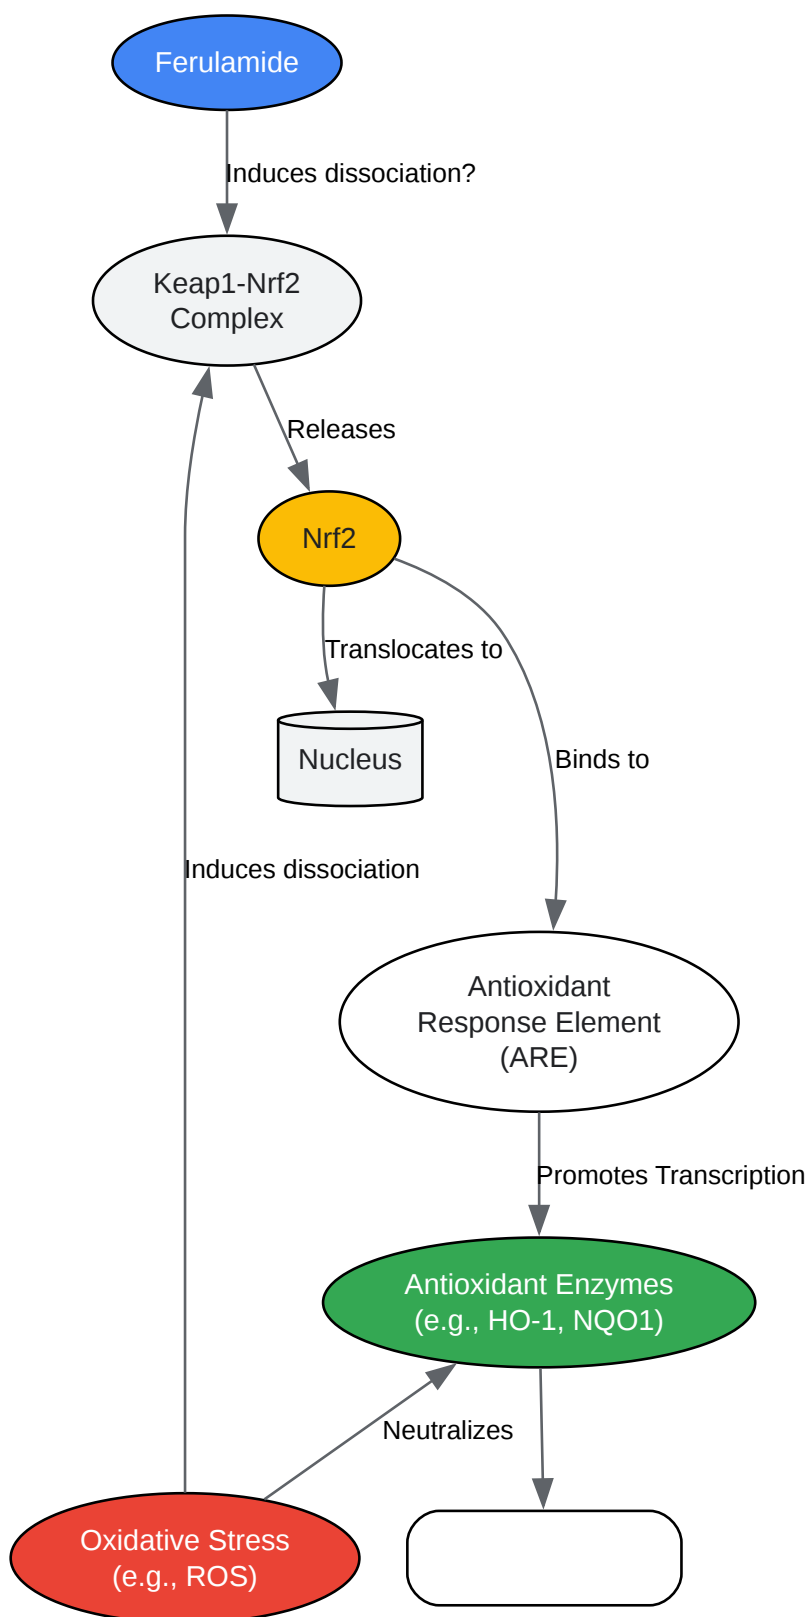 Ferulamide
Induces dissociation?
Keap1-Nrf2
Complex
Releases
Nrf2
Translocates to
Nucleus
Binds to
Induces dissociation
Antioxidant
Response Element
(ARE)
Promotes Transcription
Antioxidant Enzymes
(e.g., HO-1, NQO1)
Neutralizes
Oxidative Stress
(e.g., ROS)